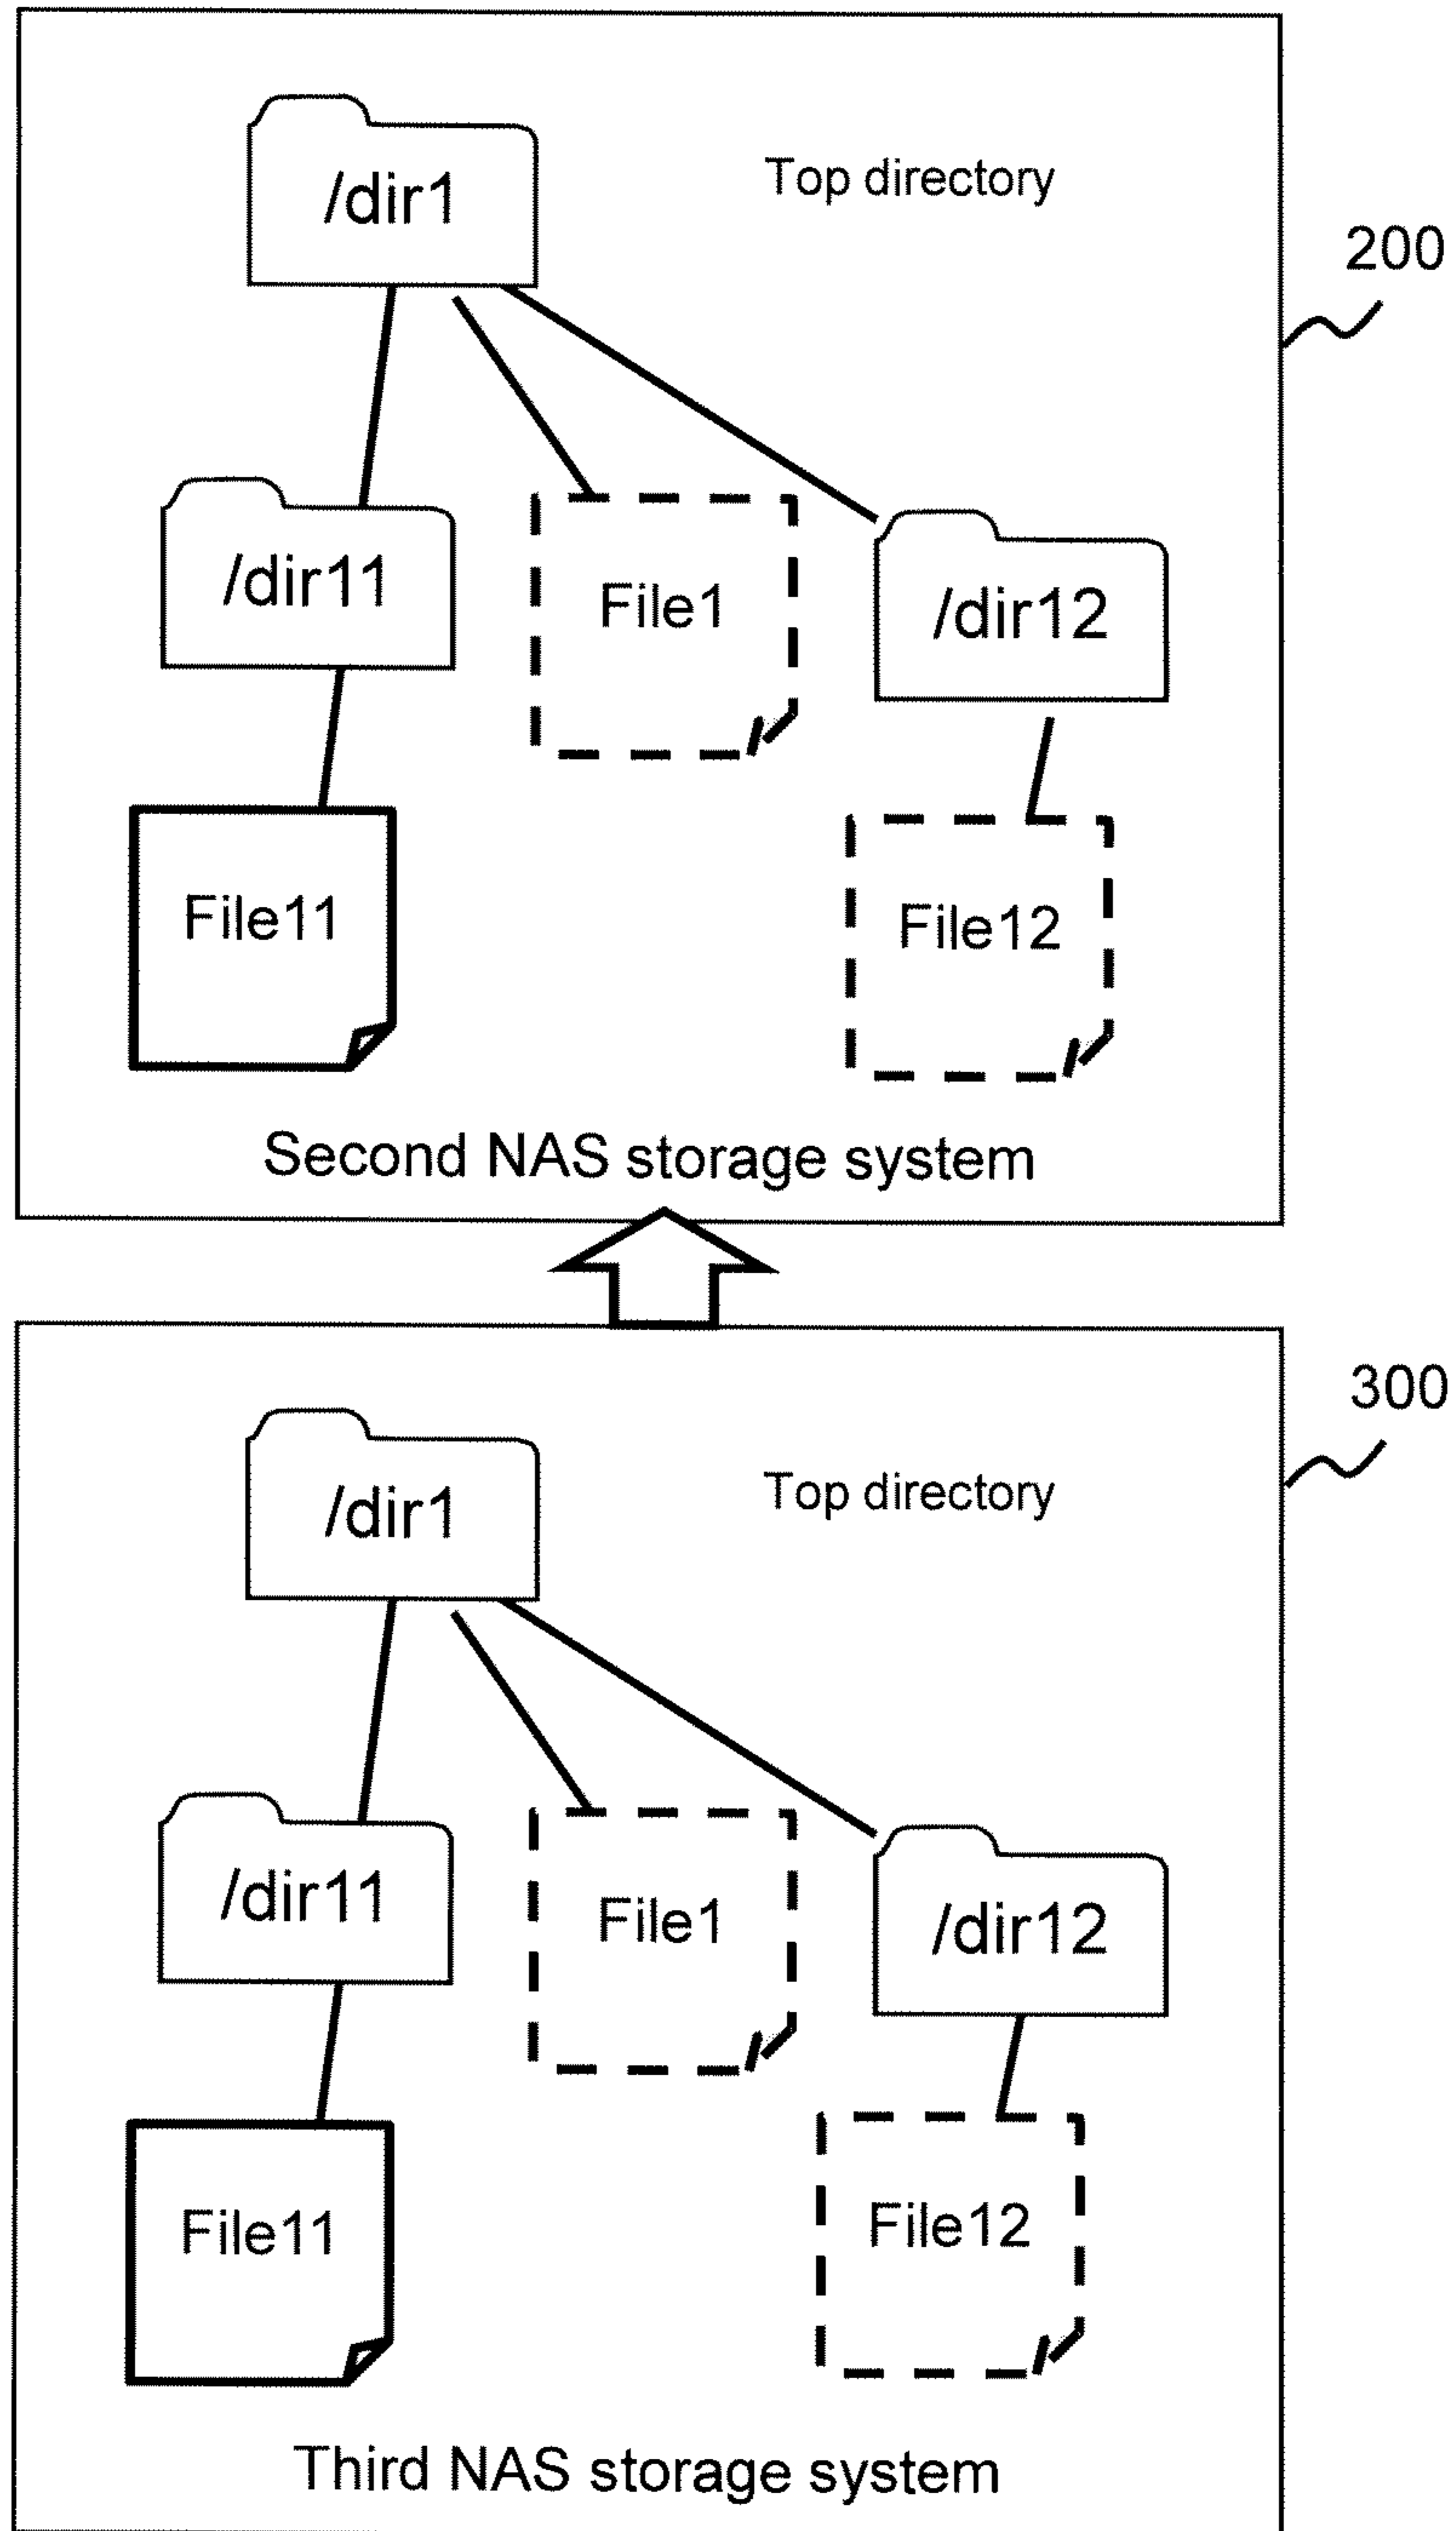 /dir1
Top directory
200
/dir11
File1
/dir12
File11
File12
Second NAS storage system
300
/dir1
Top directory
/dir11
File1
/dir12
File11
File12
Third NAS storage system